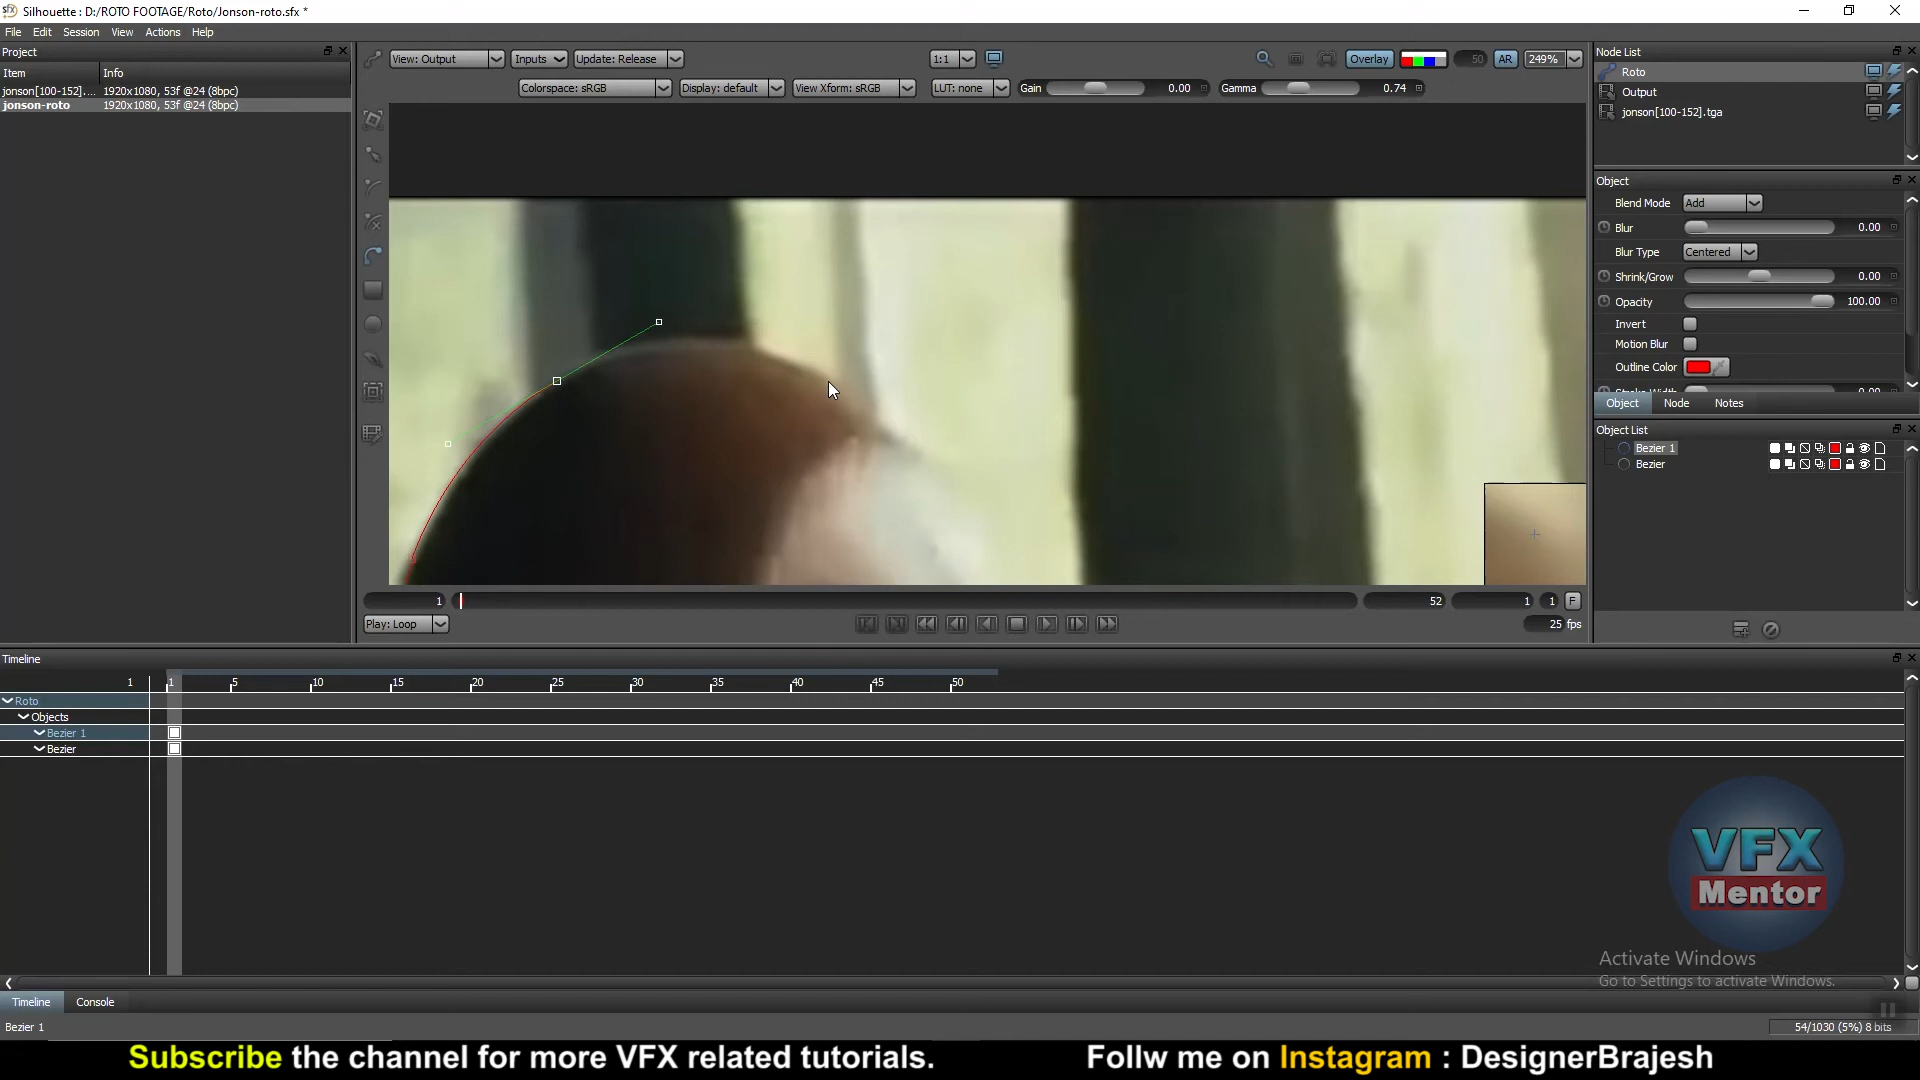 Silhouette : D:/ROTO FOOTAGE/Roto/Jonson-roto.sfx *
File Edit Session View Actions Help
Project
Item Info
jonson[100-152].... 1920x1080, 53f @24 (8bpc)
jonson-roto 1920x1080, 53f @24 (8bpc)
View: Output Inputs Update: Release 1:1 Overlay 50 AR 249%
Colorspace: sRGB Display: default View Xform: sRGB LUT: none Gain 0.00 Gamma 0.74
1 52 1 1 F
Play: Loop 25 fps
Node List
Roto
Output
jonson[100-152].tga
Object
Blend Mode Add
Blur 0.00
Blur Type Centered
Shrink/Grow 0.00
Opacity 100.00
Invert
Motion Blur
Outline Color
Stroke Width 0.00
Object Node Notes
Object List
Bezier 1
Bezier
Timeline
1 1 5 10 15 20 25 30 35 40 45 50
Roto
Objects
Bezier 1
Bezier
VFX
Mentor
Activate Windows
Go to Settings to activate Windows.
Timeline Console
Bezier 1
54/1030 (5%) 8 bits
Subscribe the channel for more VFX related tutorials. Follw me on Instagram : DesignerBrajesh